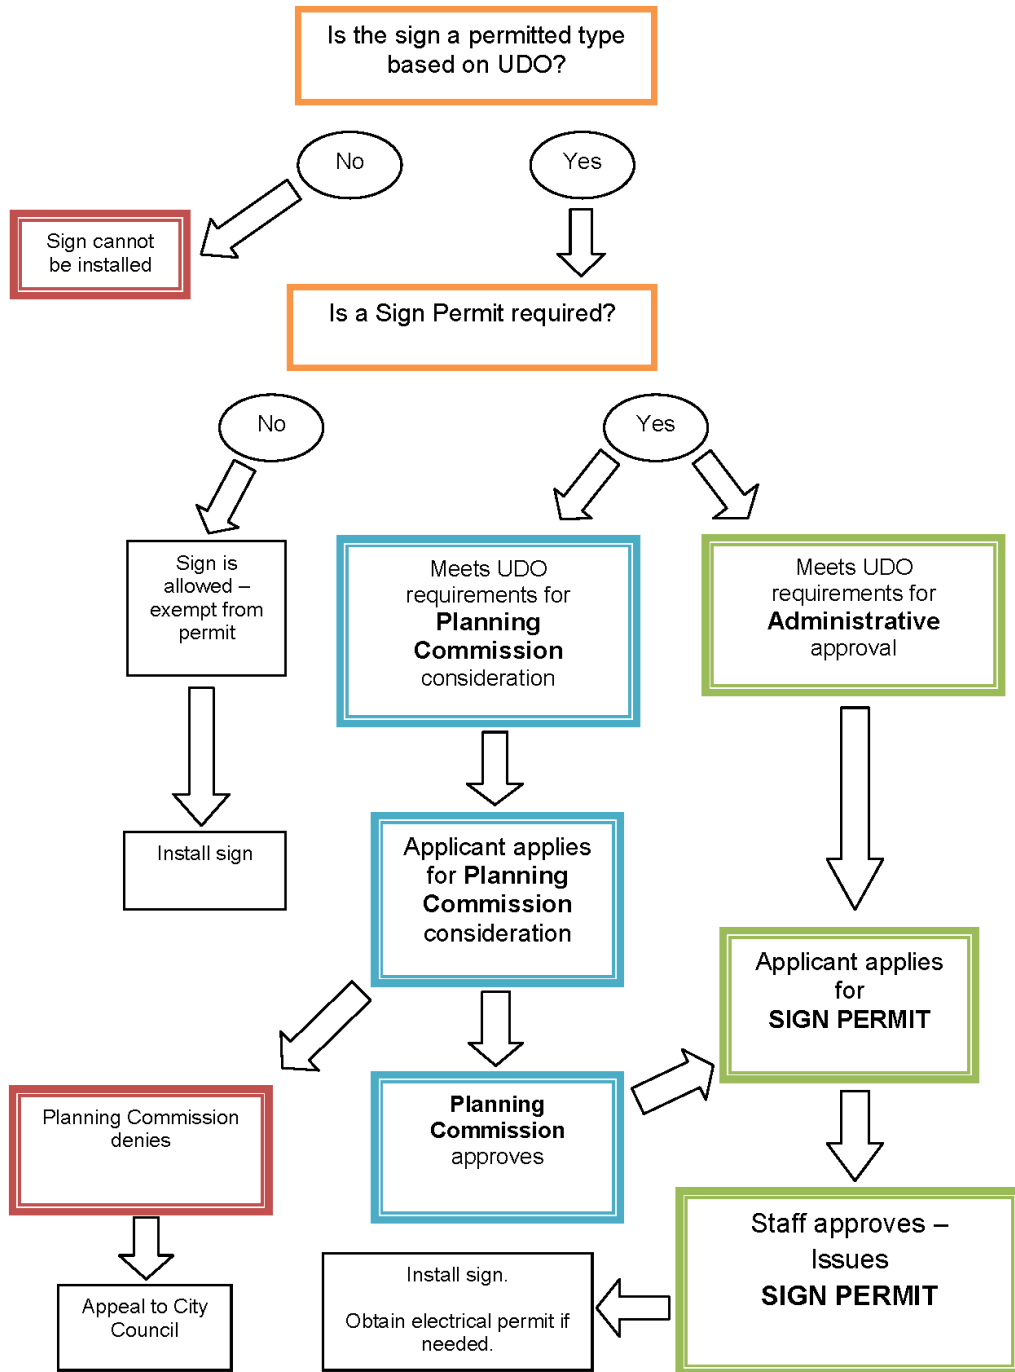 Is the sign a permitted type
based on UDO?
No
Yes
Sign cannot
be installed
Is a Sign Permit required?
No
Yes
Sign is
allowed –
exempt from
permit
Meets UDO
requirements for
Planning
Commission
consideration
Meets UDO
requirements for
Administrative
approval
Install sign
Applicant applies
for Planning
Commission
consideration
Applicant applies
for
SIGN PERMIT
Planning Commission
denies
Planning
Commission
approves
Staff approves –
Issues
SIGN PERMIT
Install sign.
Obtain electrical permit if
needed.
Appeal to City
Council